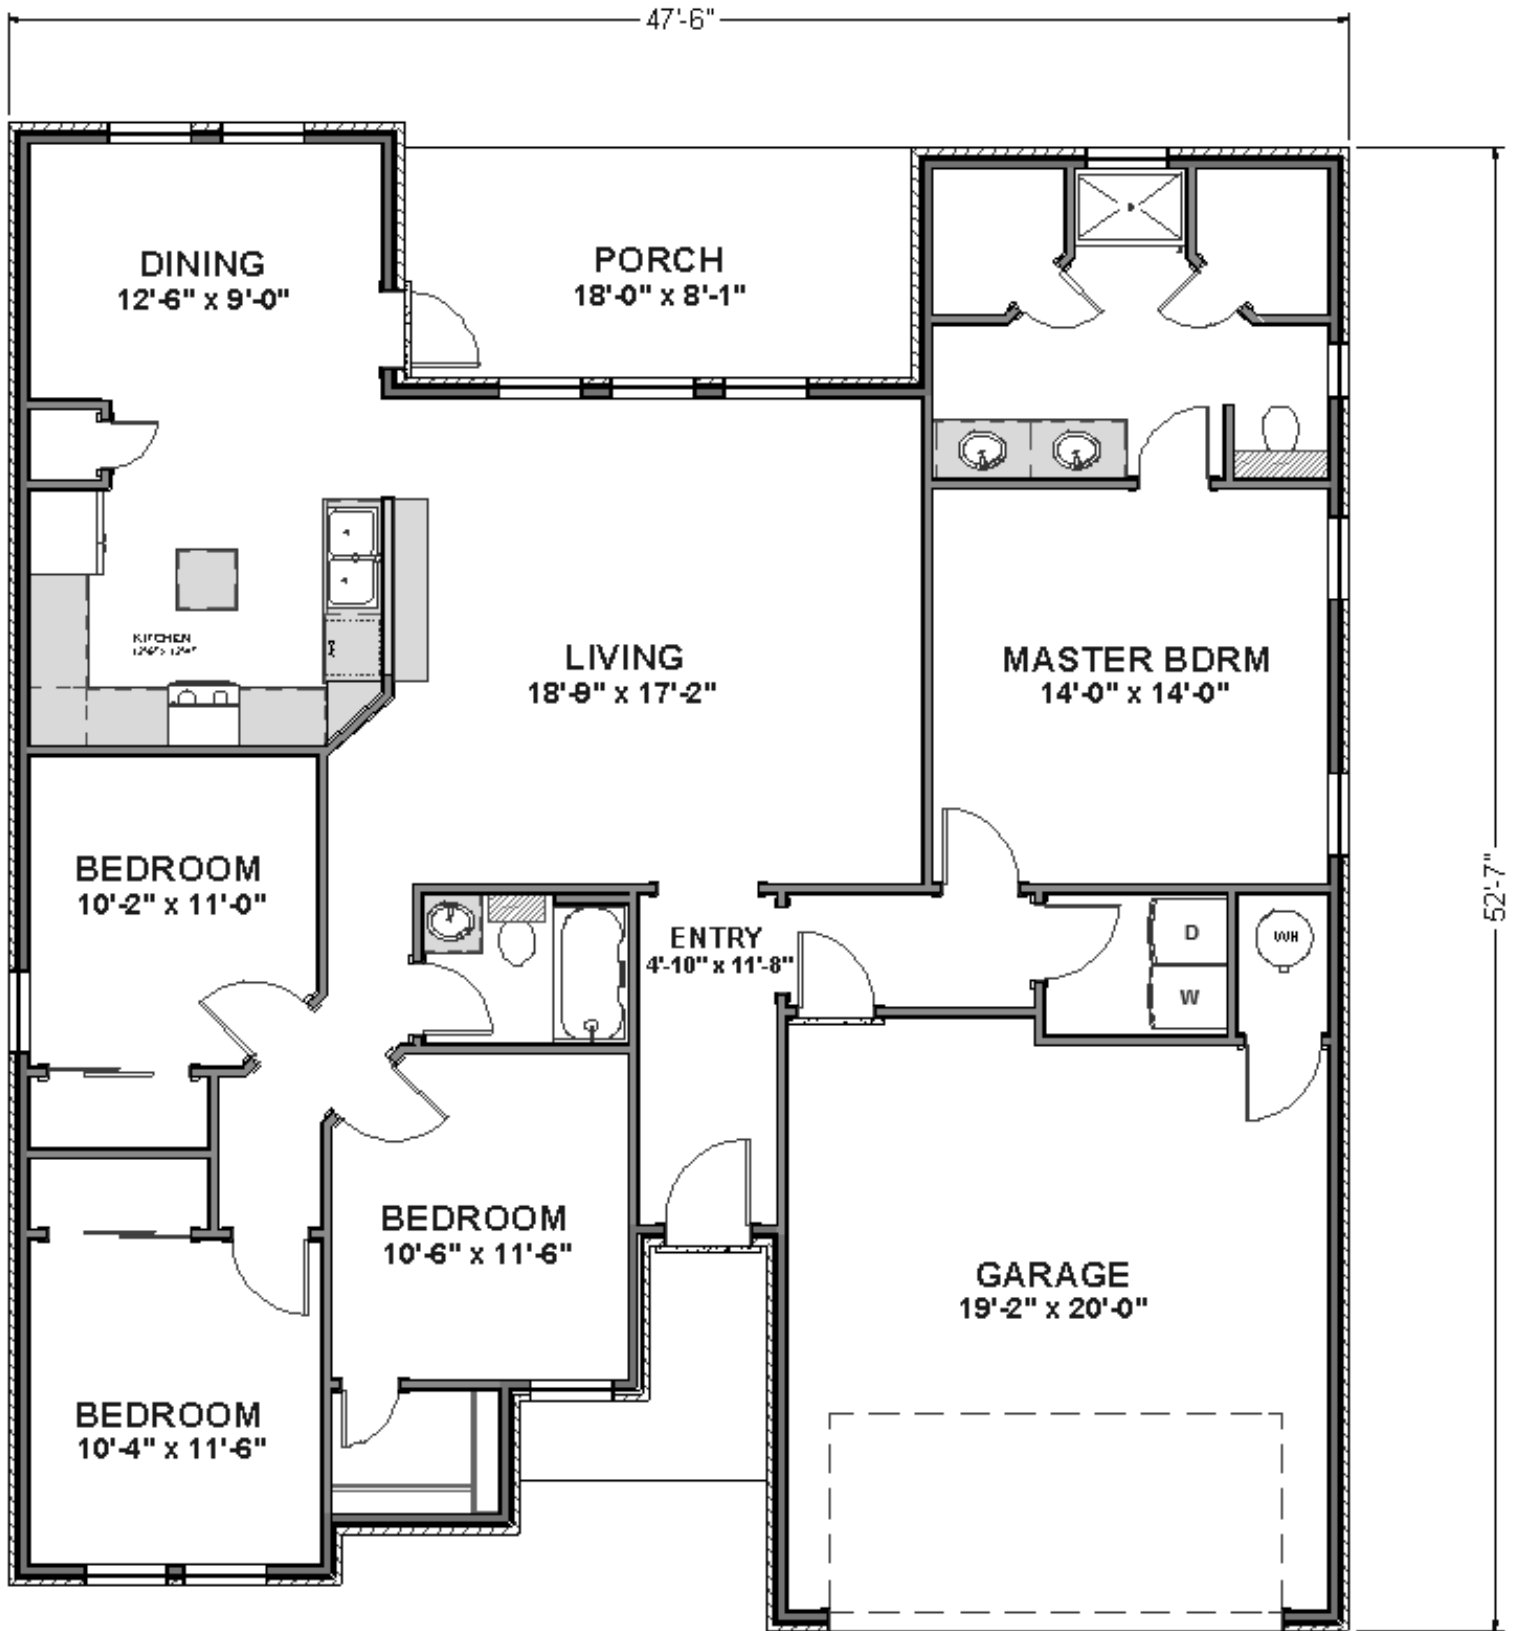 47'-6"
DINING
12'-6" x 9'-0"
PORCH
18'-0" x 8'-1"
KITCHEN
LIVING
18'-9" x 17'-2"
MASTER BDRM
14'-0" x 14'-0"
BEDROOM
10'-2" x 11'-0"
ENTRY
4'-10" x 11'-8"
D
W
WH
52'-7"
BEDROOM
10'-6" x 11'-6"
GARAGE
19'-2" x 20'-0"
BEDROOM
10'-4" x 11'-6"